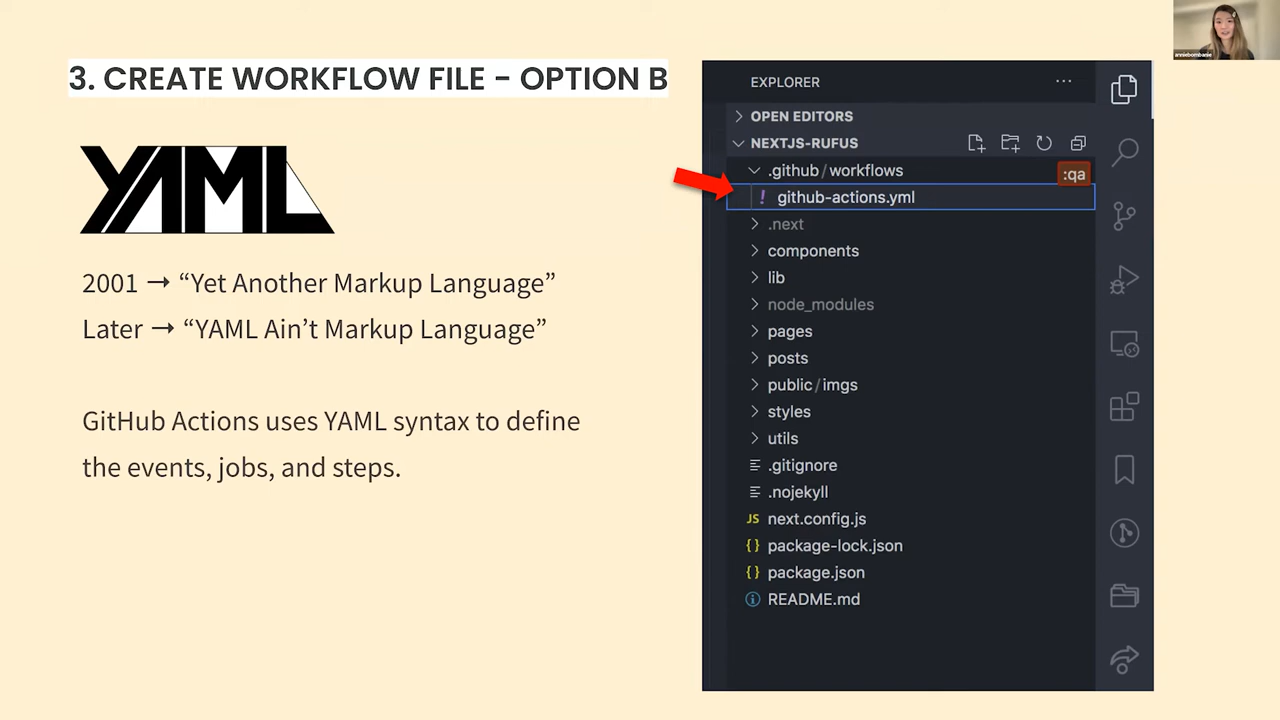 3. CREATE WORKFLOW FILE - OPTION B
YAML
2001 → “Yet Another Markup Language”
Later → “YAML Ain’t Markup Language”
GitHub Actions uses YAML syntax to define
the events, jobs, and steps.
EXPLORER
OPEN EDITORS
NEXTJS-RUFUS
.github/workflows
:qa
! github-actions.yml
.next
components
lib
node_modules
pages
posts
public/imgs
styles
utils
.gitignore
.nojekyll
JS next.config.js
{} package-lock.json
{} package.json
README.md
anniebombanie